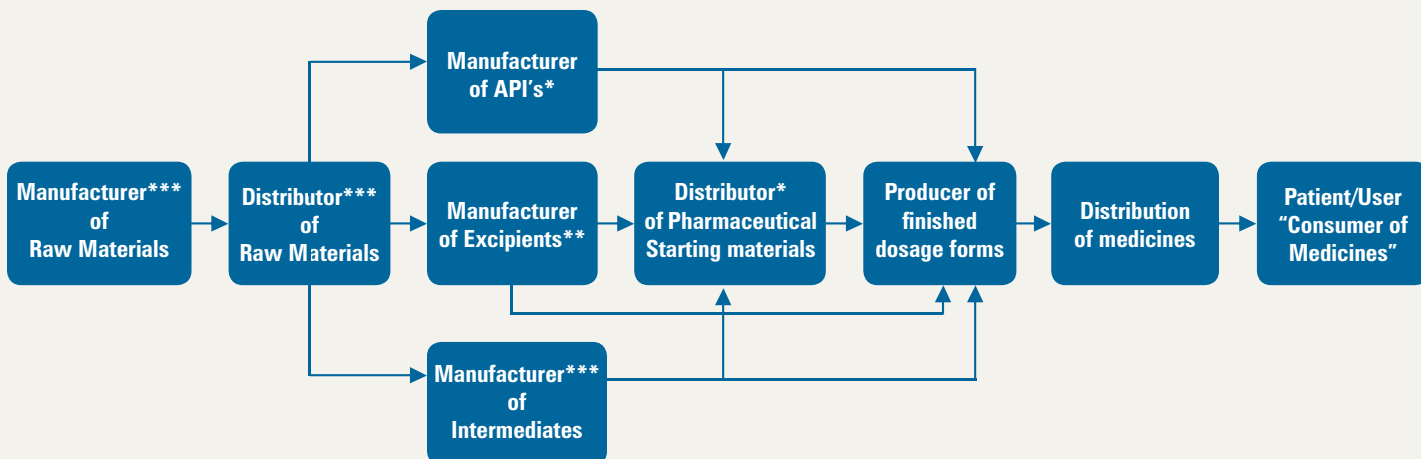 Manufacturer
of API's*
Manufacturer***
of
Raw Materials
Distributor***
of
Raw Materials
Manufacturer
of Excipients**
Distributor*
of Pharmaceutical
Starting materials
Producer of
finished
dosage forms
Distribution
of medicines
Patient/User
“Consumer of
Medicines”
Manufacturer***
of
Intermediates